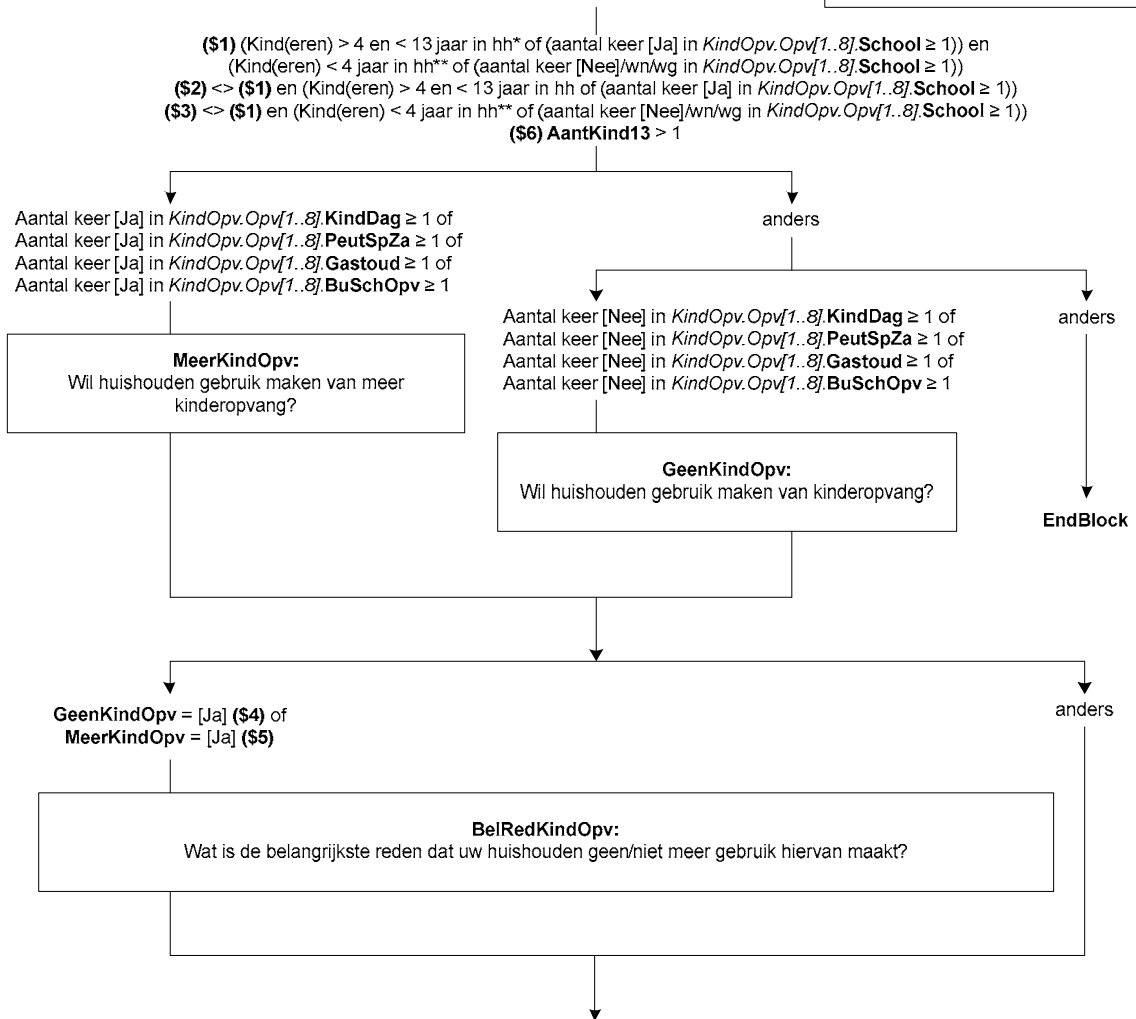 ($1) (Kind(eren) > 4 en < 13 jaar in hh* of (aantal keer [Ja] in KindOpv.Opv[1..8].School ≥ 1)) en
(Kind(eren) < 4 jaar in hh** of (aantal keer [Nee]/wn/wg in KindOpv.Opv[1..8].School ≥ 1))
($2) <> ($1) en (Kind(eren) > 4 en < 13 jaar in hh of (aantal keer [Ja] in KindOpv.Opv[1..8].School ≥ 1))
($3) <> ($1) en (Kind(eren) < 4 jaar in hh** of (aantal keer [Nee]/wn/wg in KindOpv.Opv[1..8].School ≥ 1))
($6) AantKind13 > 1
Aantal keer [Ja] in KindOpv.Opv[1..8].KindDag ≥ 1 of
Aantal keer [Ja] in KindOpv.Opv[1..8].PeutSpZa ≥ 1 of
Aantal keer [Ja] in KindOpv.Opv[1..8].Gastoud ≥ 1 of
Aantal keer [Ja] in KindOpv.Opv[1..8].BuSchOpv ≥ 1
anders
MeerKindOpv:
Wil huishouden gebruik maken van meer
kinderopvang?
Aantal keer [Nee] in KindOpv.Opv[1..8].KindDag ≥ 1 of
Aantal keer [Nee] in KindOpv.Opv[1..8].PeutSpZa ≥ 1 of
Aantal keer [Nee] in KindOpv.Opv[1..8].Gastoud ≥ 1 of
Aantal keer [Nee] in KindOpv.Opv[1..8].BuSchOpv ≥ 1
anders
GeenKindOpv:
Wil huishouden gebruik maken van kinderopvang?
EndBlock
GeenKindOpv = [Ja] ($4) of
MeerKindOpv = [Ja] ($5)
anders
BelRedKindOpv:
Wat is de belangrijkste reden dat uw huishouden geen/niet meer gebruik hiervan maakt?